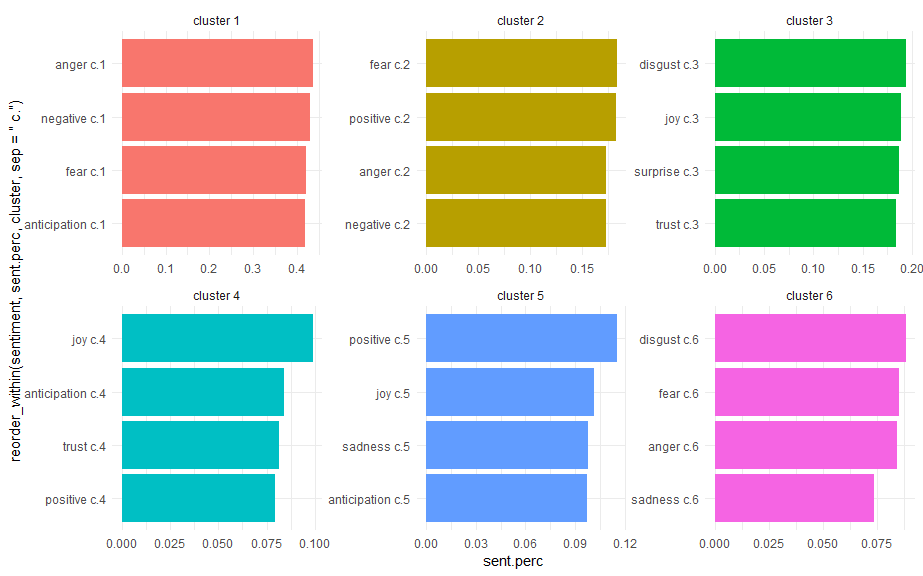 cluster 1
cluster 2
cluster 3
anger c.1
negative c.1
fear c.1
anticipation c.1
0.0 0.1 0.2 0.3 0.4
fear c.2
positive c.2
anger c.2
negative c.2
0.00 0.05 0.10 0.15
disgust c.3
joy c.3
surprise c.3
trust c.3
0.00 0.05 0.10 0.15 0.20
cluster 4
cluster 5
cluster 6
joy c.4
anticipation c.4
trust c.4
positive c.4
0.000 0.025 0.050 0.075 0.100
positive c.5
joy c.5
sadness c.5
anticipation c.5
0.00 0.03 0.06 0.09 0.12
disgust c.6
fear c.6
anger c.6
sadness c.6
0.000 0.025 0.050 0.075
sent.perc
reorder_within(sentiment, sent.perc, cluster, sep = " c.")